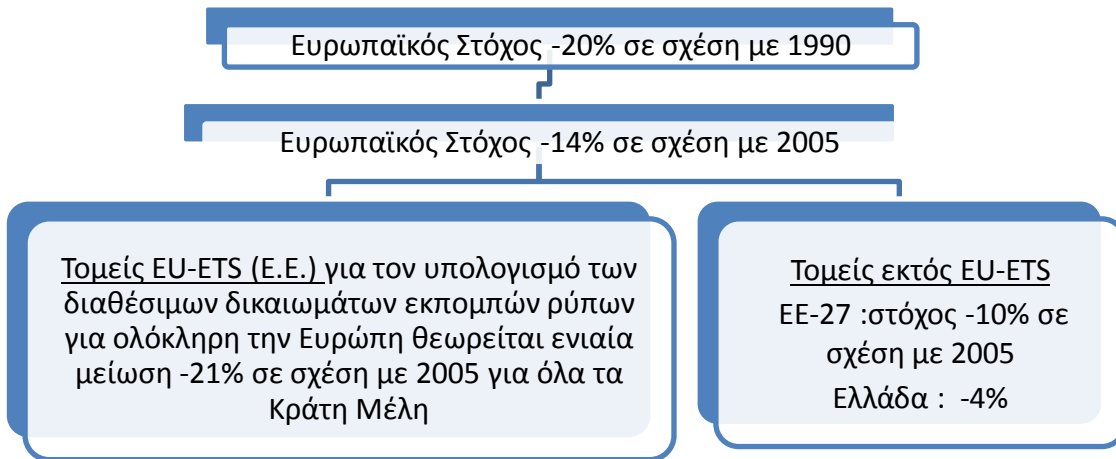 Ευρωπαϊκός Στόχος -20% σε σχέση με 1990
Ευρωπαϊκός Στόχος -14% σε σχέση με 2005
Τομείς EU-ETS (Ε.Ε.) για τον υπολογισμό των
διαθέσιμων δικαιωμάτων εκπομπών ρύπων
για ολόκληρη την Ευρώπη θεωρείται ενιαία
μείωση -21% σε σχέση με 2005 για όλα τα
Κράτη Μέλη
Τομείς εκτός EU-ETS
ΕΕ-27 :στόχος -10% σε
σχέση με 2005
Ελλάδα : -4%